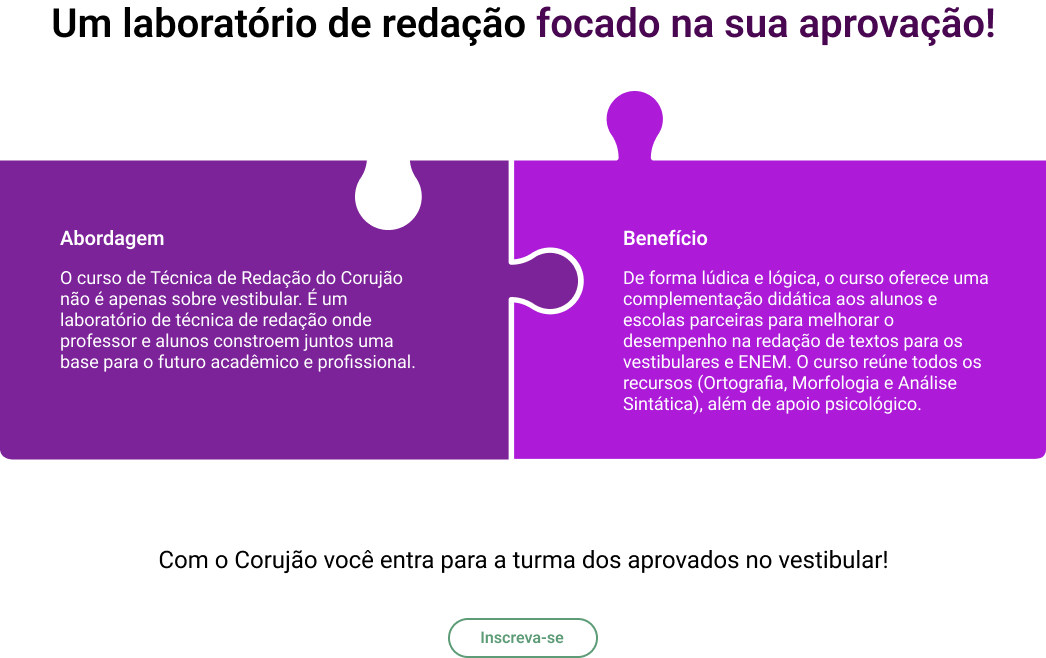 Um laboratório de redação focado na sua aprovação!
Abordagem
O curso de Técnica de Redação do Corujão
não é apenas sobre vestibular. É um
laboratório de técnica de redação onde
professor e alunos constroem juntos uma
base para o futuro acadêmico e profissional.
Benefício
De forma lúdica e lógica, o curso oferece uma
complementação didática aos alunos e
escolas parceiras para melhorar o
desempenho na redação de textos para os
vestibulares e ENEM. O curso reúne todos os
recursos (Ortografia, Morfologia e Análise
Sintática), além de apoio psicológico.
Com o Corujão você entra para a turma dos aprovados no vestibular!
Inscreva-se